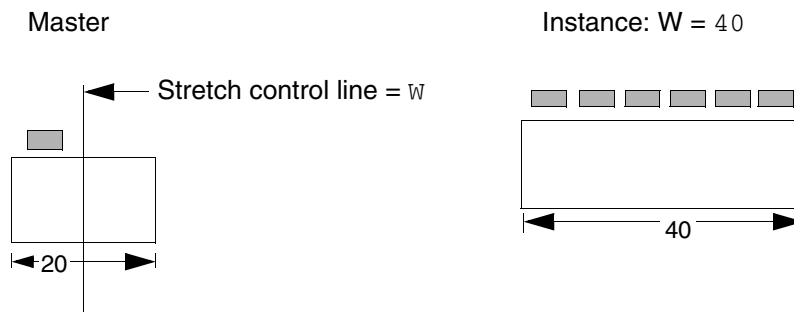 Master
Instance: W = 40
Stretch control line = W
20
40